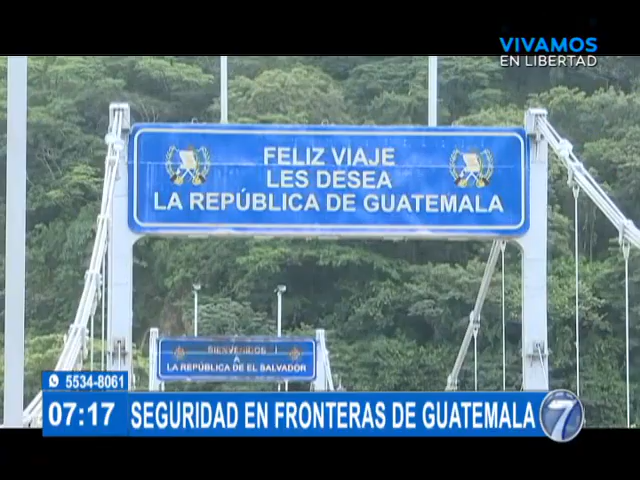 VIVAMOS
EN LIBERTAD
FELIZ VIAJE
LES DESEA
LA REPÚBLICA DE GUATEMALA
BIENVENIDOS
A
LA REPÚBLICA DE EL SALVADOR
5534-8061
07:17 SEGURIDAD EN FRONTERAS DE GUATEMALA 7